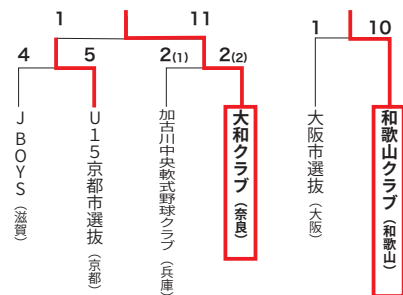 1 11 1 10
4 5 2(1) 2(2)
J BOYS（滋賀）
U15京都市選抜（京都）
加古川中央軟式野球クラブ（兵庫）
大和クラブ（奈良）
大阪市選抜（大阪）
和歌山クラブ（和歌山）